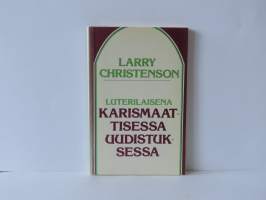 LARRY
CHRISTENSON
LUTERILAISENA
KARISMAAT-
TISESSA
UUDISTUK-
SESSA